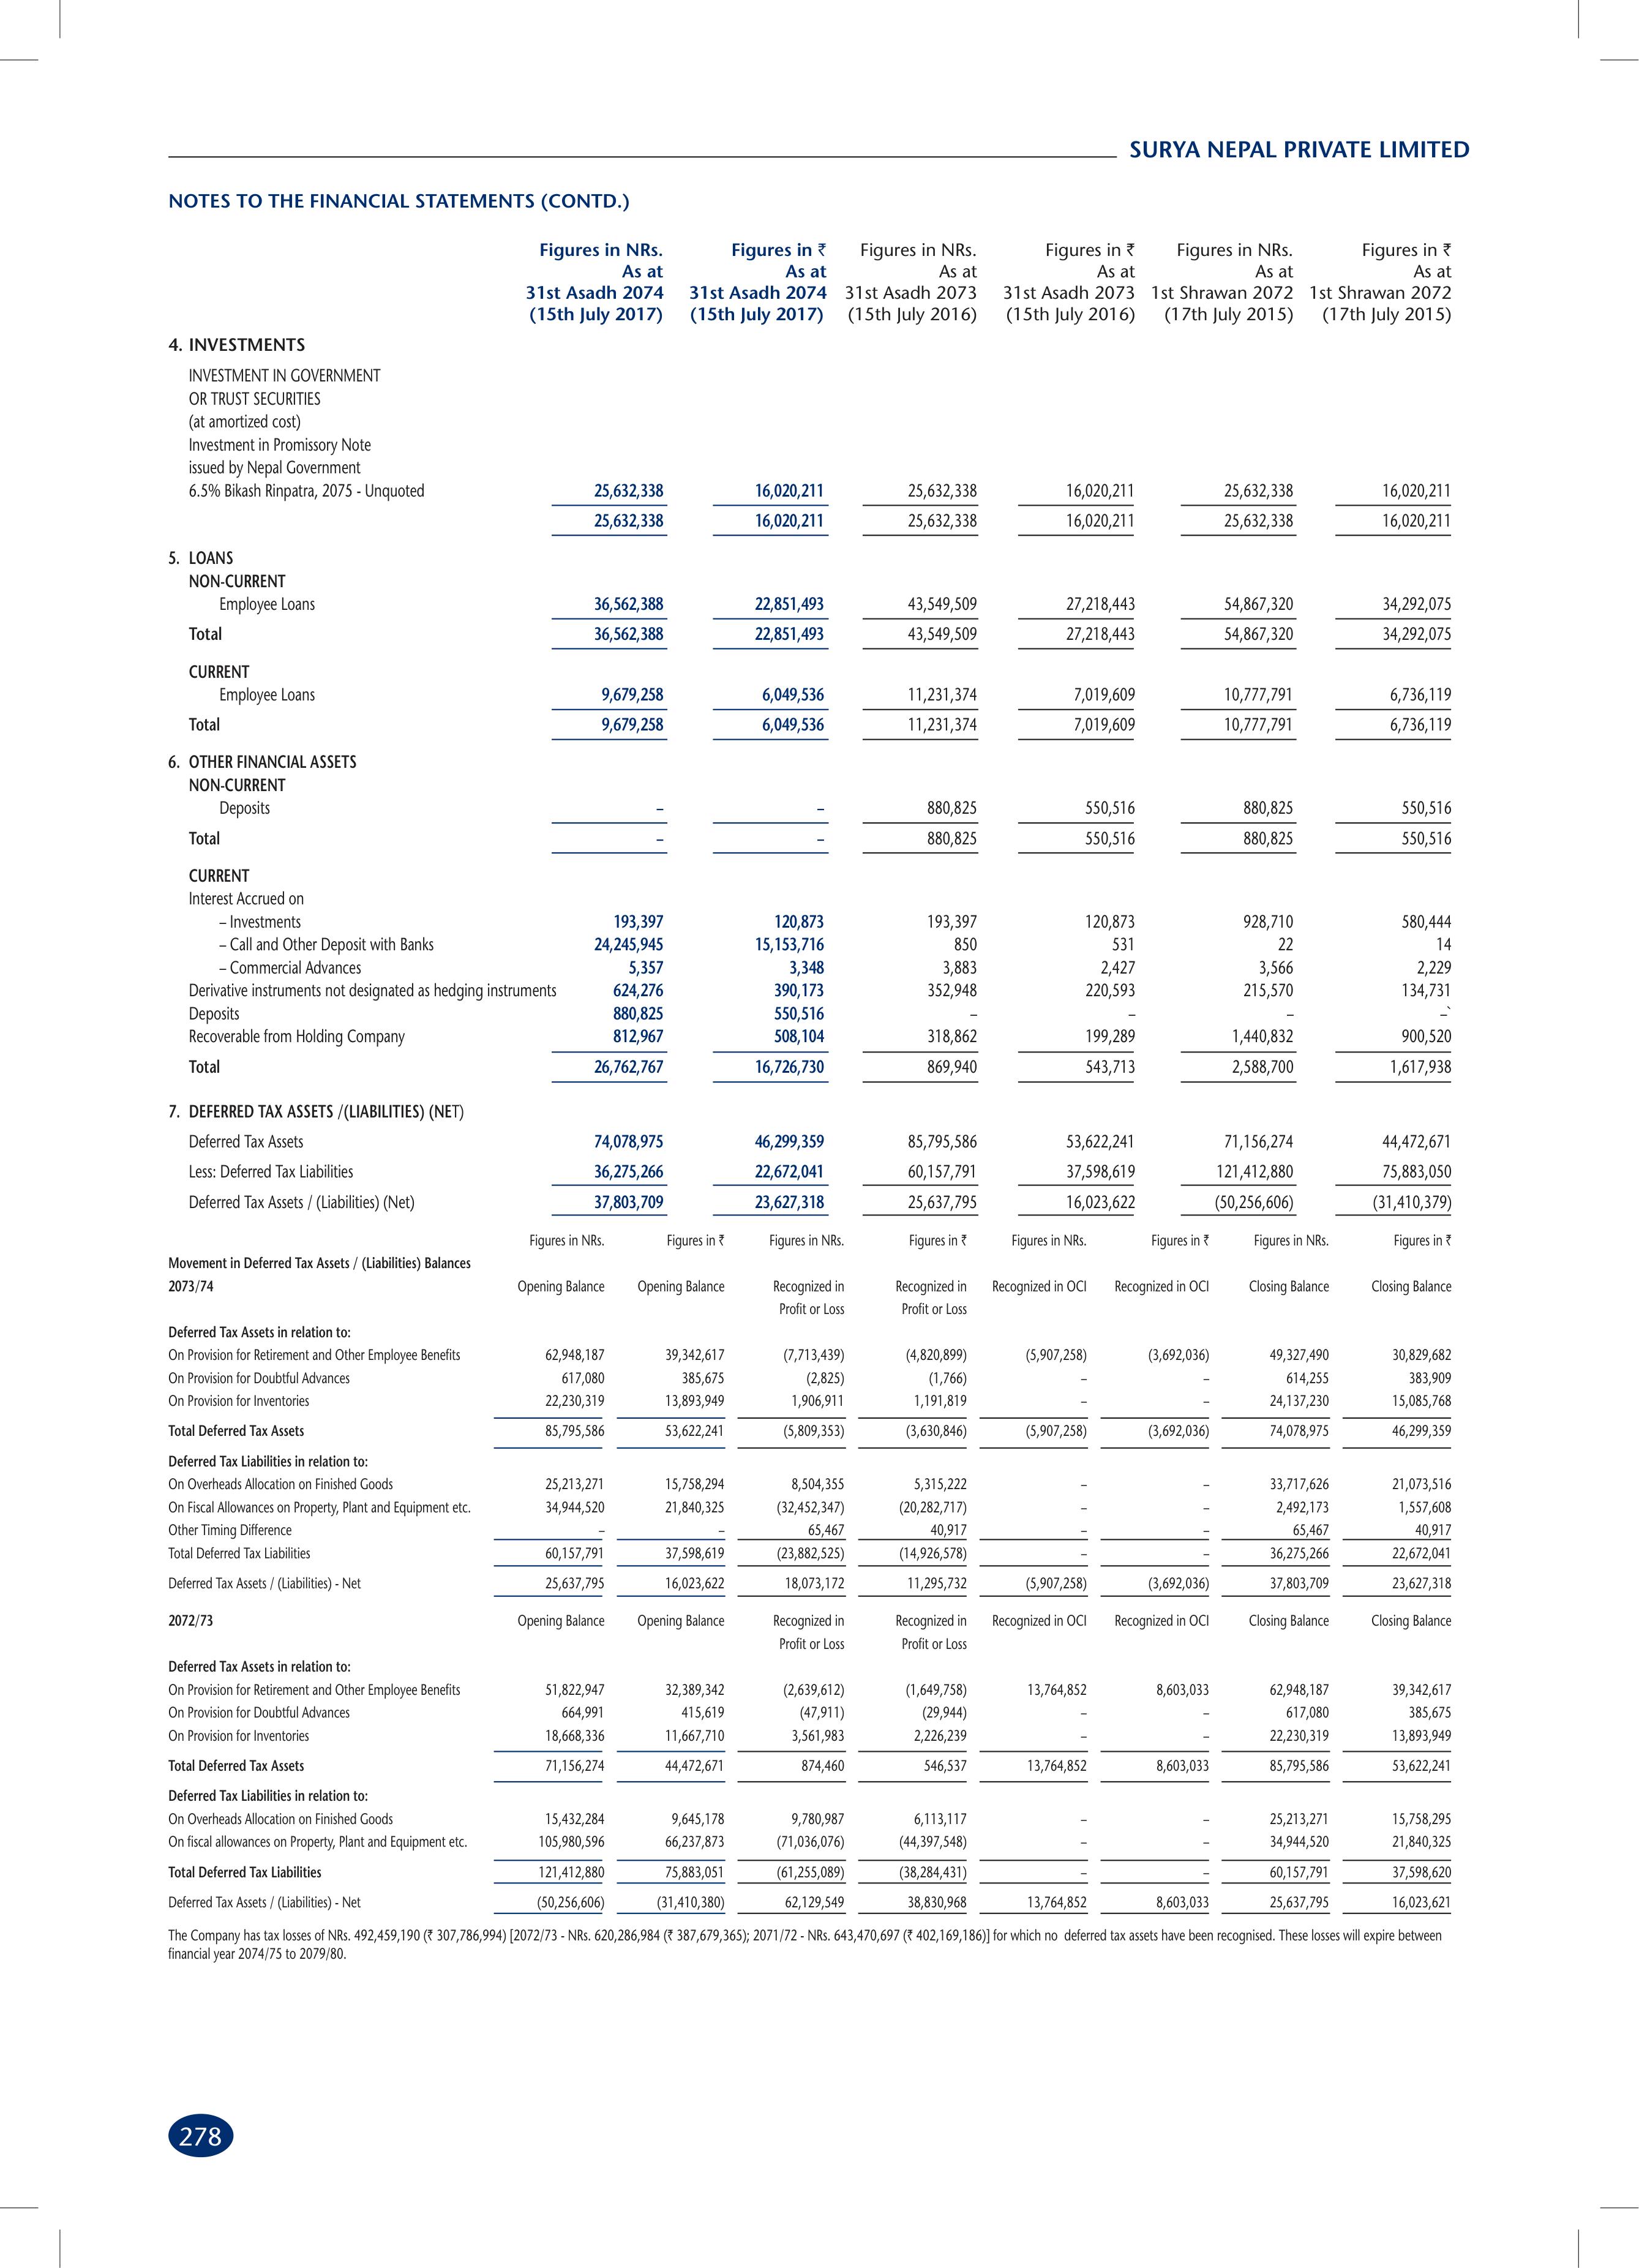 SURYA NEPAL PRIVATE LIMITED
NOTES TO THE FINANCIAL STATEMENTS (CONTD.)
Figures in NRs. Figures in ₹ Figures in NRs. Figures in ₹ Figures in NRs. Figures in ₹
As at As at As at As at As at As at
31st Asadh 2074 31st Asadh 2074 31st Asadh 2073 31st Asadh 2073 1st Shrawan 2072 1st Shrawan 2072
(15th July 2017) (15th July 2017) (15th July 2016) (15th July 2016) (17th July 2015) (17th July 2015)
4. INVESTMENTS
INVESTMENT IN GOVERNMENT
OR TRUST SECURITIES
(at amortized cost)
Investment in Promissory Note
issued by Nepal Government
6.5% Bikash Rinpatra, 2075 - Unquoted 25,632,338 16,020,211 25,632,338 16,020,211 25,632,338 16,020,211
25,632,338 16,020,211 25,632,338 16,020,211 25,632,338 16,020,211
5. LOANS
NON-CURRENT
Employee Loans 36,562,388 22,851,493 43,549,509 27,218,443 54,867,320 34,292,075
Total 36,562,388 22,851,493 43,549,509 27,218,443 54,867,320 34,292,075
CURRENT
Employee Loans 9,679,258 6,049,536 11,231,374 7,019,609 10,777,791 6,736,119
Total 9,679,258 6,049,536 11,231,374 7,019,609 10,777,791 6,736,119
6. OTHER FINANCIAL ASSETS
NON-CURRENT
Deposits – – 880,825 550,516 880,825 550,516
Total – – 880,825 550,516 880,825 550,516
CURRENT
Interest Accrued on
– Investments 193,397 120,873 193,397 120,873 928,710 580,444
– Call and Other Deposit with Banks 24,245,945 15,153,716 850 531 22 14
– Commercial Advances 5,357 3,348 3,883 2,427 3,566 2,229
Derivative instruments not designated as hedging instruments 624,276 390,173 352,948 220,593 215,570 134,731
Deposits 880,825 550,516 – – – –`
Recoverable from Holding Company 812,967 508,104 318,862 199,289 1,440,832 900,520
Total 26,762,767 16,726,730 869,940 543,713 2,588,700 1,617,938
7. DEFERRED TAX ASSETS /(LIABILITIES) (NET)
Deferred Tax Assets 74,078,975 46,299,359 85,795,586 53,622,241 71,156,274 44,472,671
Less: Deferred Tax Liabilities 36,275,266 22,672,041 60,157,791 37,598,619 121,412,880 75,883,050
Deferred Tax Assets / (Liabilities) (Net) 37,803,709 23,627,318 25,637,795 16,023,622 (50,256,606) (31,410,379)
Figures in NRs. Figures in ₹ Figures in NRs. Figures in ₹ Figures in NRs. Figures in ₹ Figures in NRs. Figures in ₹
Movement in Deferred Tax Assets / (Liabilities) Balances
2073/74 Opening Balance Opening Balance Recognized in Recognized in Recognized in OCI Recognized in OCI Closing Balance Closing Balance
Profit or Loss Profit or Loss
Deferred Tax Assets in relation to:
On Provision for Retirement and Other Employee Benefits 62,948,187 39,342,617 (7,713,439) (4,820,899) (5,907,258) (3,692,036) 49,327,490 30,829,682
On Provision for Doubtful Advances 617,080 385,675 (2,825) (1,766) – – 614,255 383,909
On Provision for Inventories 22,230,319 13,893,949 1,906,911 1,191,819 – – 24,137,230 15,085,768
Total Deferred Tax Assets 85,795,586 53,622,241 (5,809,353) (3,630,846) (5,907,258) (3,692,036) 74,078,975 46,299,359
Deferred Tax Liabilities in relation to:
On Overheads Allocation on Finished Goods 25,213,271 15,758,294 8,504,355 5,315,222 – – 33,717,626 21,073,516
On Fiscal Allowances on Property, Plant and Equipment etc. 34,944,520 21,840,325 (32,452,347) (20,282,717) – – 2,492,173 1,557,608
Other Timing Difference – – 65,467 40,917 – – 65,467 40,917
Total Deferred Tax Liabilities 60,157,791 37,598,619 (23,882,525) (14,926,578) – – 36,275,266 22,672,041
Deferred Tax Assets / (Liabilities) - Net 25,637,795 16,023,622 18,073,172 11,295,732 (5,907,258) (3,692,036) 37,803,709 23,627,318
2072/73 Opening Balance Opening Balance Recognized in Recognized in Recognized in OCI Recognized in OCI Closing Balance Closing Balance
Profit or Loss Profit or Loss
Deferred Tax Assets in relation to:
On Provision for Retirement and Other Employee Benefits 51,822,947 32,389,342 (2,639,612) (1,649,758) 13,764,852 8,603,033 62,948,187 39,342,617
On Provision for Doubtful Advances 664,991 415,619 (47,911) (29,944) – – 617,080 385,675
On Provision for Inventories 18,668,336 11,667,710 3,561,983 2,226,239 – – 22,230,319 13,893,949
Total Deferred Tax Assets 71,156,274 44,472,671 874,460 546,537 13,764,852 8,603,033 85,795,586 53,622,241
Deferred Tax Liabilities in relation to:
On Overheads Allocation on Finished Goods 15,432,284 9,645,178 9,780,987 6,113,117 – – 25,213,271 15,758,295
On fiscal allowances on Property, Plant and Equipment etc. 105,980,596 66,237,873 (71,036,076) (44,397,548) – – 34,944,520 21,840,325
Total Deferred Tax Liabilities 121,412,880 75,883,051 (61,255,089) (38,284,431) – – 60,157,791 37,598,620
Deferred Tax Assets / (Liabilities) - Net (50,256,606) (31,410,380) 62,129,549 38,830,968 13,764,852 8,603,033 25,637,795 16,023,621
The Company has tax losses of NRs. 492,459,190 (₹ 307,786,994) [2072/73 - NRs. 620,286,984 (₹ 387,679,365); 2071/72 - NRs. 643,470,697 (₹ 402,169,186)] for which no deferred tax assets have been recognised. These losses will expire between
financial year 2074/75 to 2079/80.
278